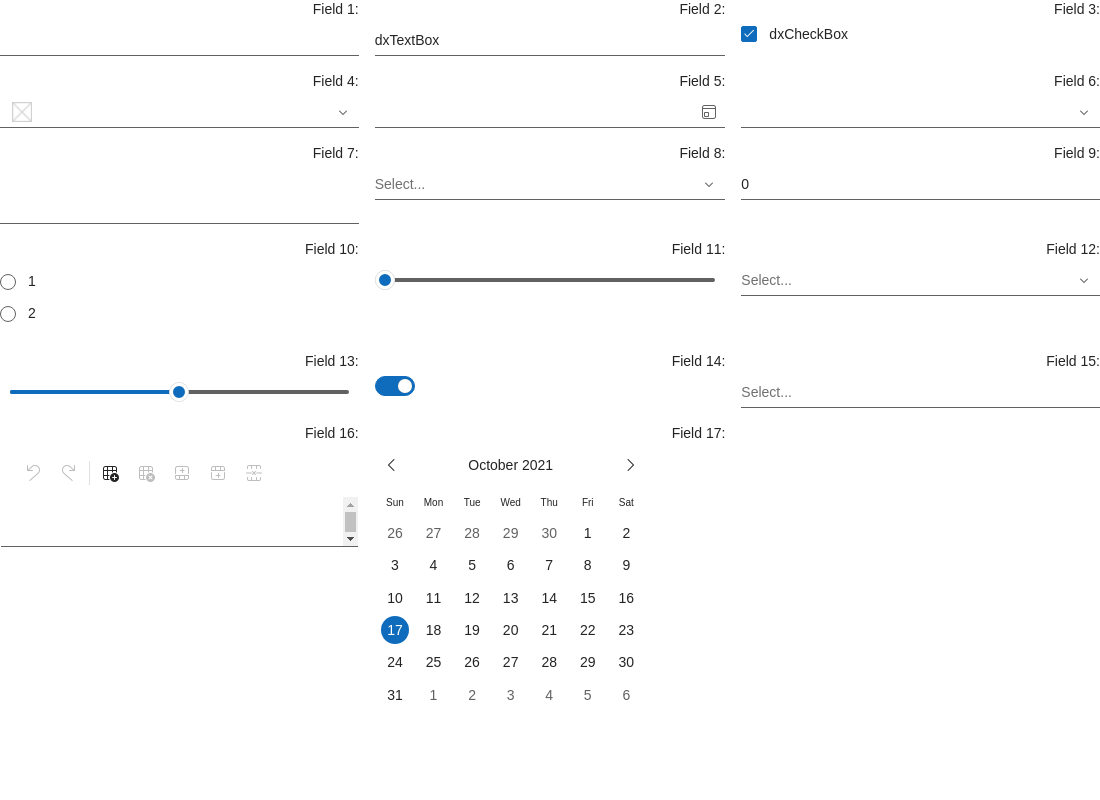 Field 1: Field 2: Field 3:
dxTextBox dxCheckBox
Field 4: Field 5: Field 6:
Field 7: Field 8: Field 9:
Select... 0
Field 10: Field 11: Field 12:
1 Select...
2
Field 13: Field 14: Field 15:
Select...
Field 16: Field 17:
October 2021
Sun Mon Tue Wed Thu Fri Sat
26 27 28 29 30 1 2
3 4 5 6 7 8 9
10 11 12 13 14 15 16
17 18 19 20 21 22 23
24 25 26 27 28 29 30
31 1 2 3 4 5 6